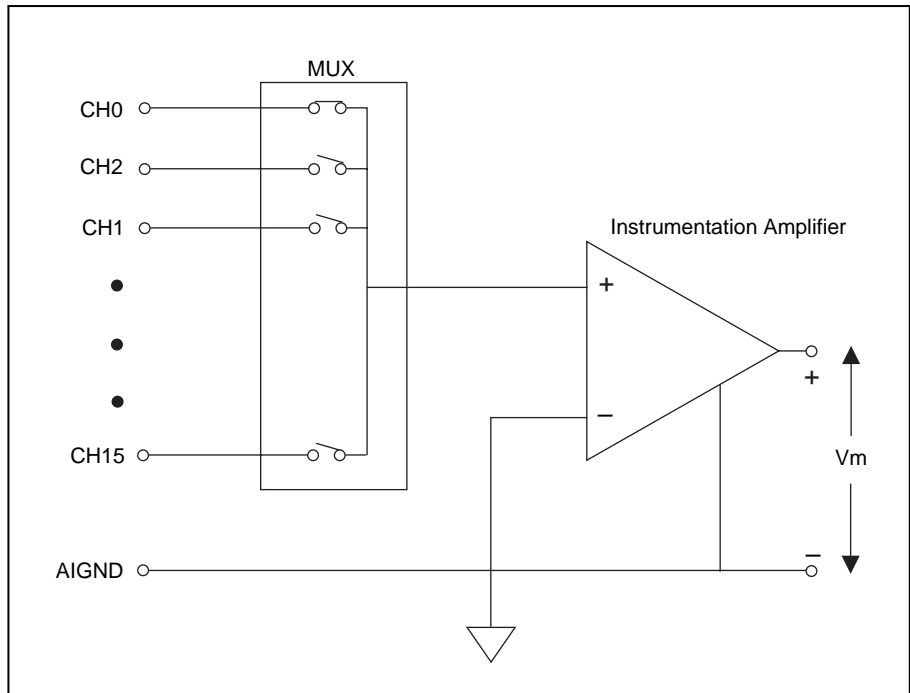 MUX
CH0
CH2
CH1
Instrumentation Amplifier
+
−
+
CH15
Vm
−
AIGND